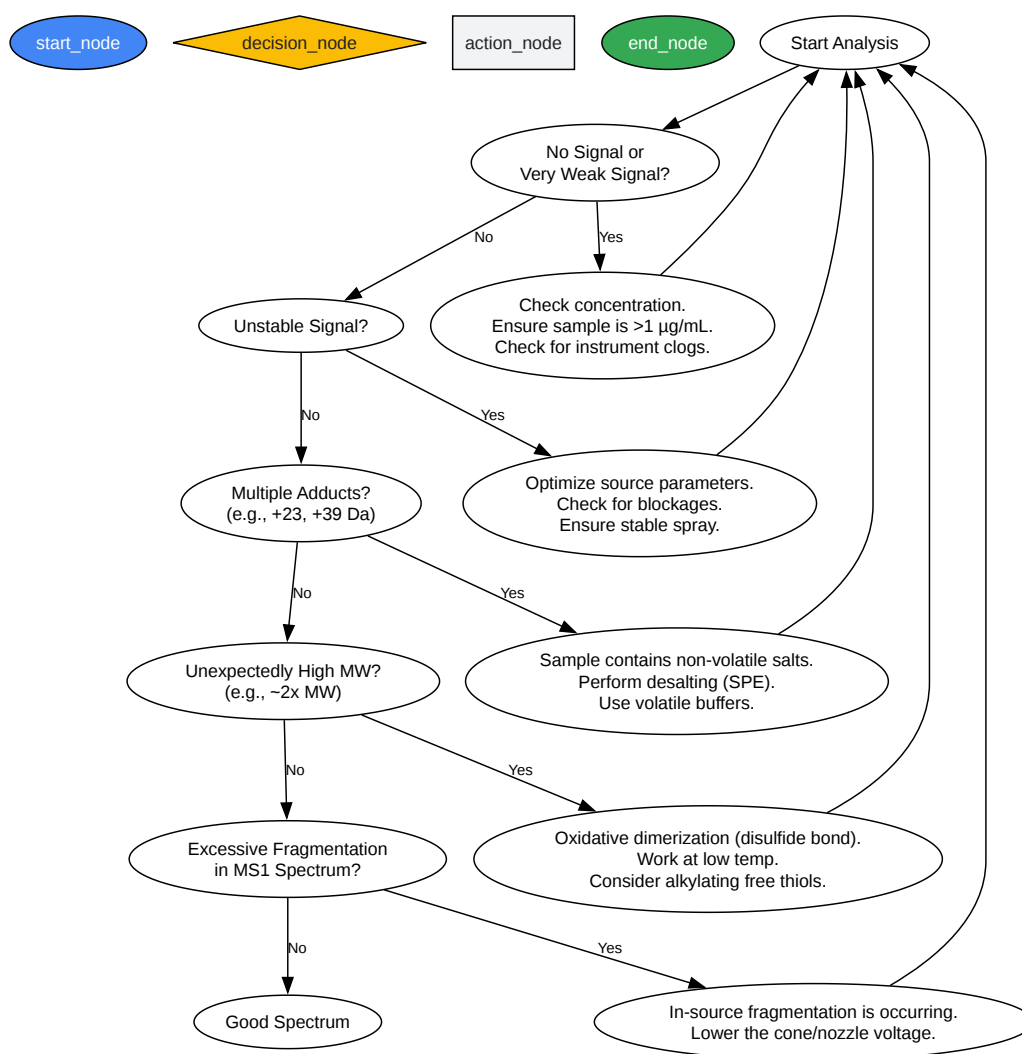 start_node
decision_node
action_node
end_node
Start Analysis
No Signal or
Very Weak Signal?
No
Yes
Check concentration.
Ensure sample is >1 µg/mL.
Check for instrument clogs.
Unstable Signal?
No
Yes
Optimize source parameters.
Check for blockages.
Ensure stable spray.
Multiple Adducts?
(e.g., +23, +39 Da)
No
Yes
Sample contains non-volatile salts.
Perform desalting (SPE).
Use volatile buffers.
Unexpectedly High MW?
(e.g., ~2x MW)
No
Yes
Oxidative dimerization (disulfide bond).
Work at low temp.
Consider alkylating free thiols.
Excessive Fragmentation
in MS1 Spectrum?
No
Yes
Good Spectrum
In-source fragmentation is occurring.
Lower the cone/nozzle voltage.